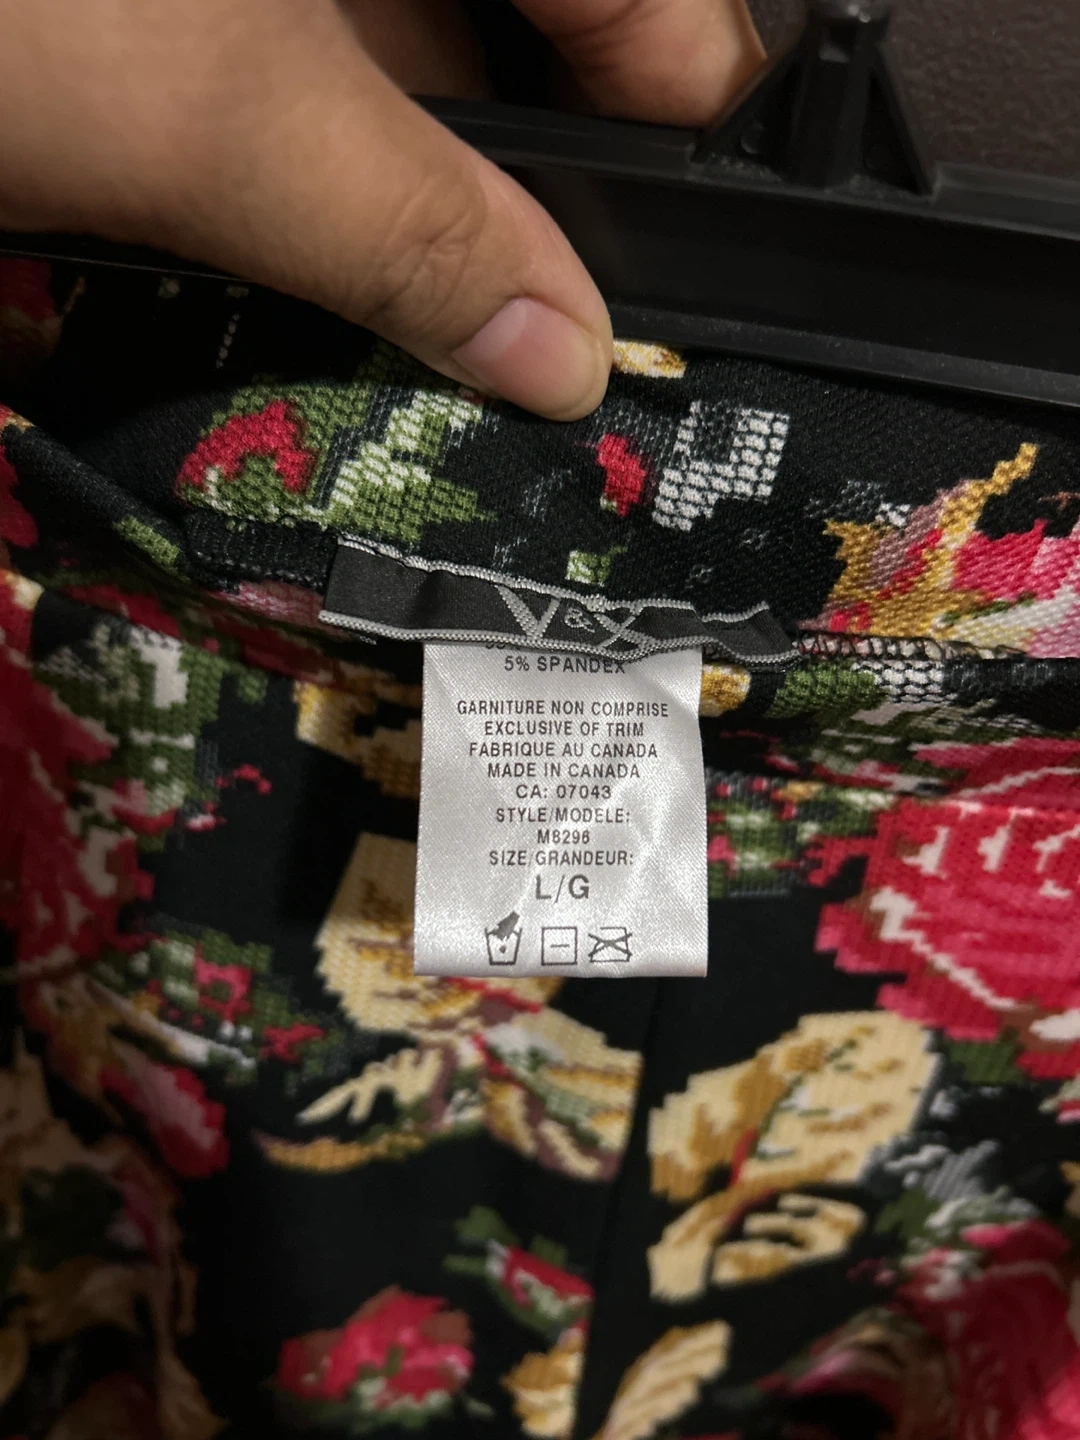 5% SPANDEX
GARNITURE NON COMPRISE
EXCLUSIVE OF TRIM
FABRIQUE AU CANADA
MADE IN CANADA
CA: 07043
STYLE/MODELE:
M8296
SIZE/GRANDEUR:
L/G